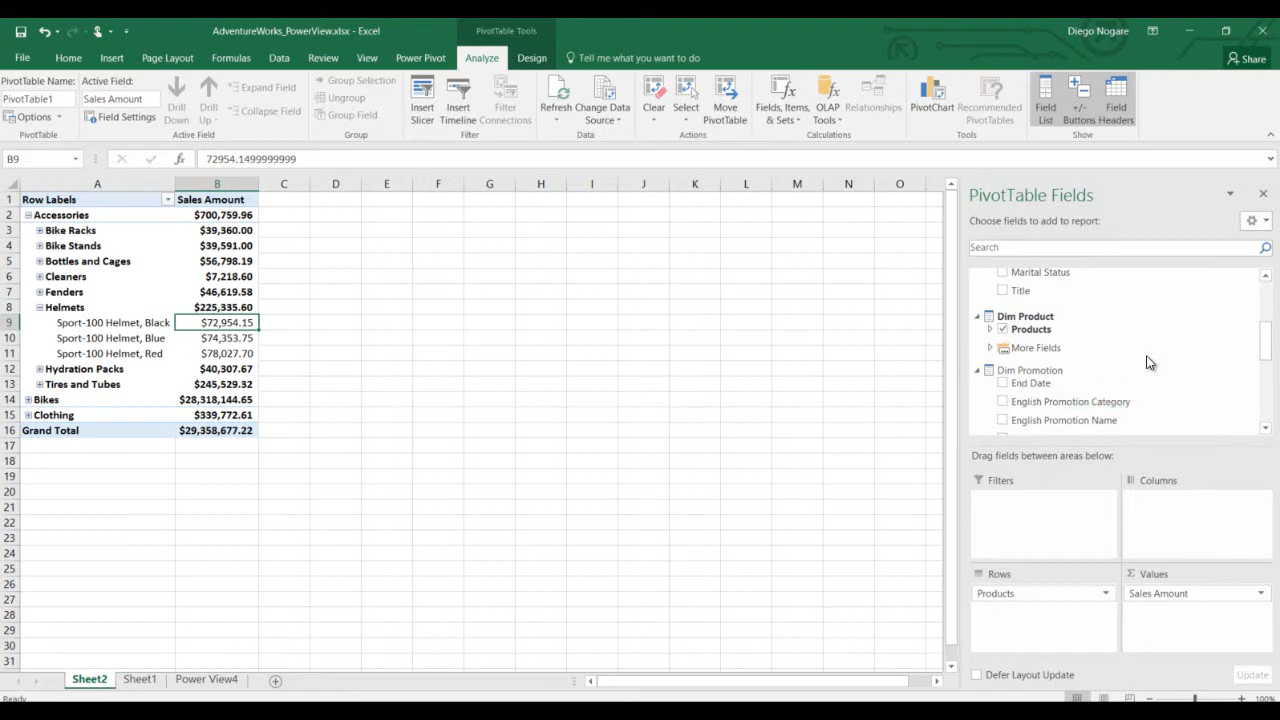 AdventureWorks_PowerView.xlsx - Excel
PivotTable Tools
Diego Nogare
File Home Insert Page Layout Formulas Data Review View Power Pivot Analyze Design Tell me what you want to do... Share
PivotTable Name:
PivotTable1
Options
PivotTable
Active Field:
Sales Amount
Field Settings
Drill Down
Drill Up
Expand Field
Collapse Field
Active Field
Group Selection
Ungroup
Group Field
Group
Insert Slicer
Insert Timeline
Filter Connections
Filter
Refresh
Change Data Source
Data
Clear
Select
Move PivotTable
Actions
Fields, Items, & Sets
OLAP Tools
Relationships
Calculations
PivotChart
Recommended PivotTables
Tools
Field List
+/- Buttons
Field Headers
Show
B9 fx 72954.1499999999
A B C D E F G H I J K L M N O
1 Row Labels Sales Amount
2 Accessories $700,759.96
3 Bike Racks $39,360.00
4 Bike Stands $39,591.00
5 Bottles and Cages $56,798.19
6 Cleaners $7,218.60
7 Fenders $46,619.58
8 Helmets $225,335.60
9 Sport-100 Helmet, Black $72,954.15
10 Sport-100 Helmet, Blue $74,353.75
11 Sport-100 Helmet, Red $78,027.70
12 Hydration Packs $40,307.67
13 Tires and Tubes $245,529.32
14 Bikes $28,318,144.65
15 Clothing $339,772.61
16 Grand Total $29,358,677.22
17
18
19
20
21
22
23
24
25
26
27
28
29
30
31
Sheet2 Sheet1 Power View4
Ready
PivotTable Fields
Choose fields to add to report:
Search
Marital Status
Title
Dim Product
Products
More Fields
Dim Promotion
End Date
English Promotion Category
English Promotion Name
Drag fields between areas below:
Filters
Columns
Rows
Products
Σ Values
Sales Amount
Defer Layout Update
Update
100%